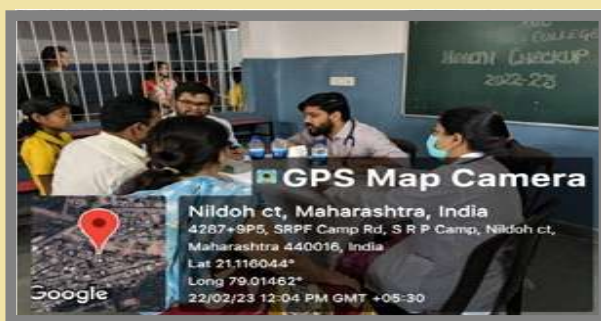 COLLEGE
HEALTH CHECKUP
2022-23
GPS Map Camera
Nildoh ct, Maharashtra, India
4287+9P5, SRPF Camp Rd, S R P Camp, Nildoh ct,
Maharashtra 440016, India
Lat 21.116044°
Long 79.01462°
22/02/23 12:04 PM GMT +05:30
Google